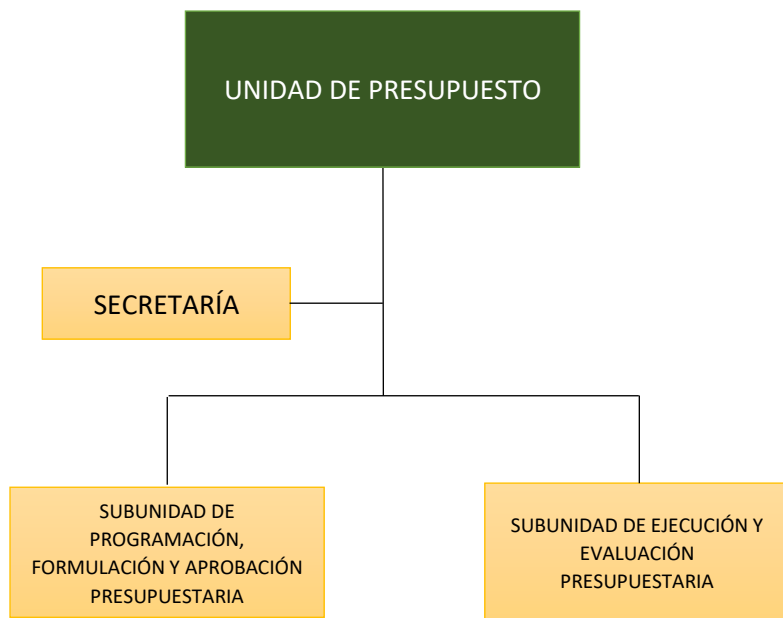 UNIDAD DE PRESUPUESTO
SECRETARÍA
SUBUNIDAD DE
PROGRAMACIÓN,
FORMULACIÓN Y APROBACIÓN
PRESUPUESTARIA
SUBUNIDAD DE EJECUCIÓN Y
EVALUACIÓN
PRESUPUESTARIA